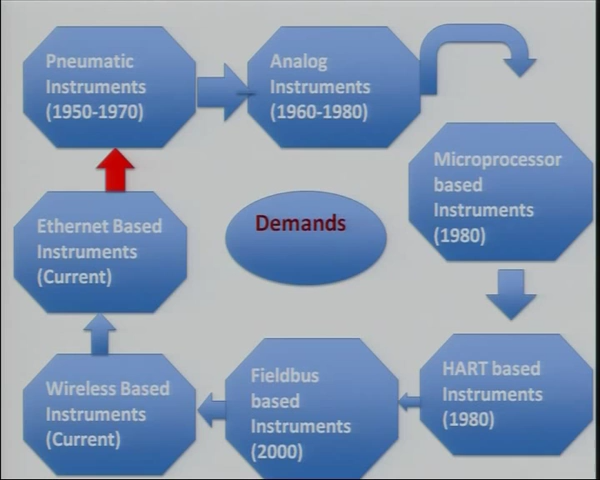 Pneumatic
Instruments
(1950-1970)
Analog
Instruments
(1960-1980)
Microprocessor
based
Instruments
(1980)
HART based
Instruments
(1980)
Fieldbus
based
Instruments
(2000)
Wireless Based
Instruments
(Current)
Ethernet Based
Instruments
(Current)
Demands